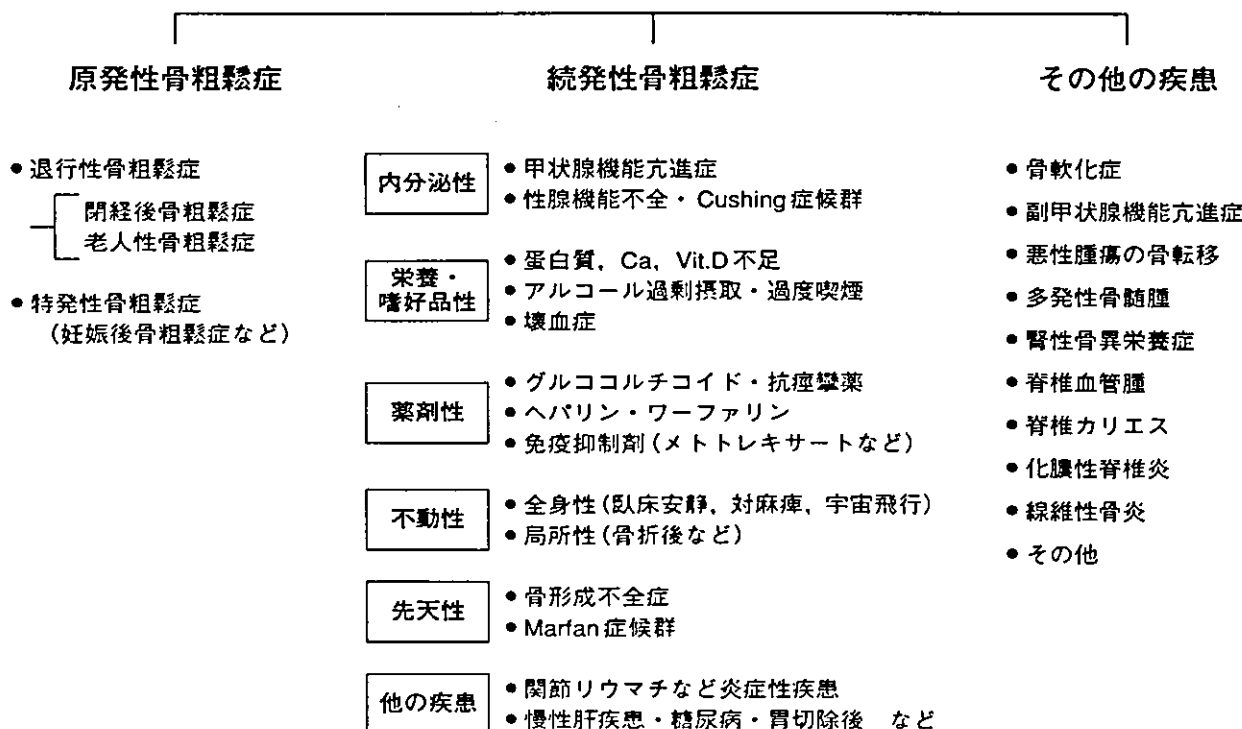 原発性骨粗鬆症
● 退行性骨粗鬆症
閉経後骨粗鬆症
老人性骨粗鬆症
● 特発性骨粗鬆症
（妊娠後骨粗鬆症など）
続発性骨粗鬆症
内分泌性
● 甲状腺機能亢進症
● 性腺機能不全・Cushing症候群
栄養・
嗜好品性
● 蛋白質，Ca，Vit.D不足
● アルコール過剰摂取・過度喫煙
● 壊血症
薬剤性
● グルココルチコイド・抗痙攣薬
● ヘパリン・ワーファリン
● 免疫抑制剤（メトトレキサートなど）
不動性
● 全身性（臥床安静，対麻痺，宇宙飛行）
● 局所性（骨折後など）
先天性
● 骨形成不全症
● Marfan症候群
他の疾患
● 関節リウマチなど炎症性疾患
● 慢性肝疾患・糖尿病・胃切除後　など
その他の疾患
● 骨軟化症
● 副甲状腺機能亢進症
● 悪性腫瘍の骨転移
● 多発性骨髄腫
● 腎性骨異栄養症
● 脊椎血管腫
● 脊椎カリエス
● 化膿性脊椎炎
● 線維性骨炎
● その他